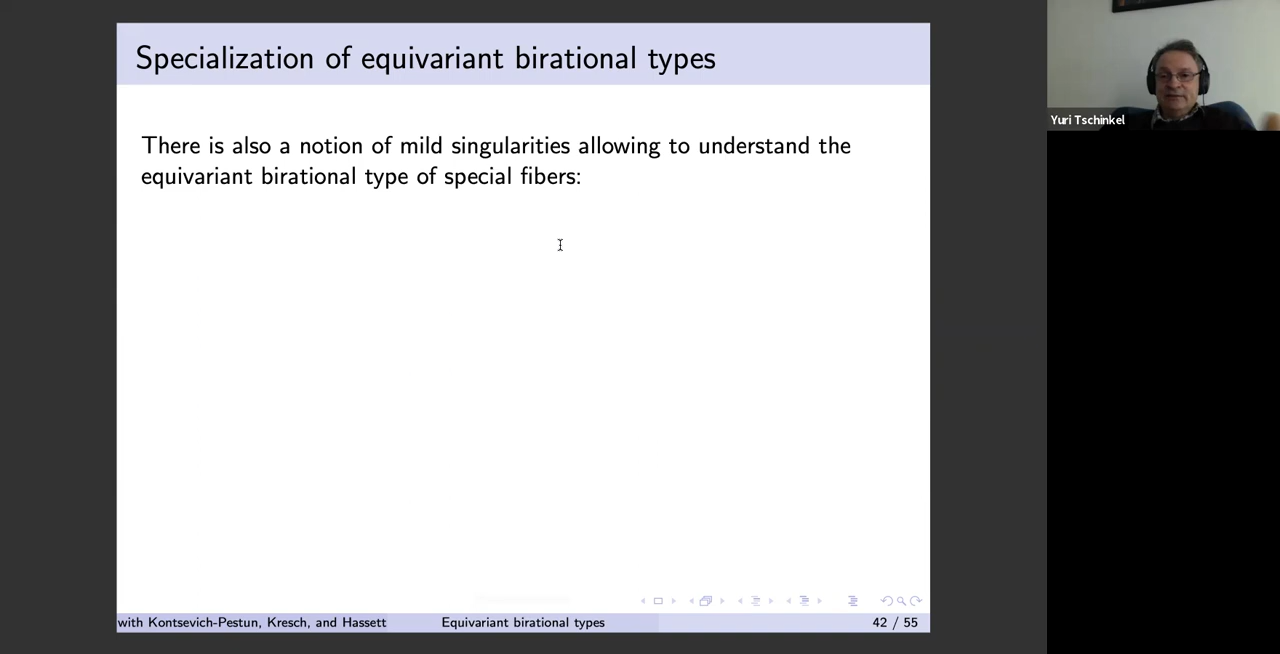 Specialization of equivariant birational types
There is also a notion of mild singularities allowing to understand the
equivariant birational type of special fibers:
with Kontsevich-Pestun, Kresch, and Hassett
Equivariant birational types
42 / 55
Yuri Tschinkel